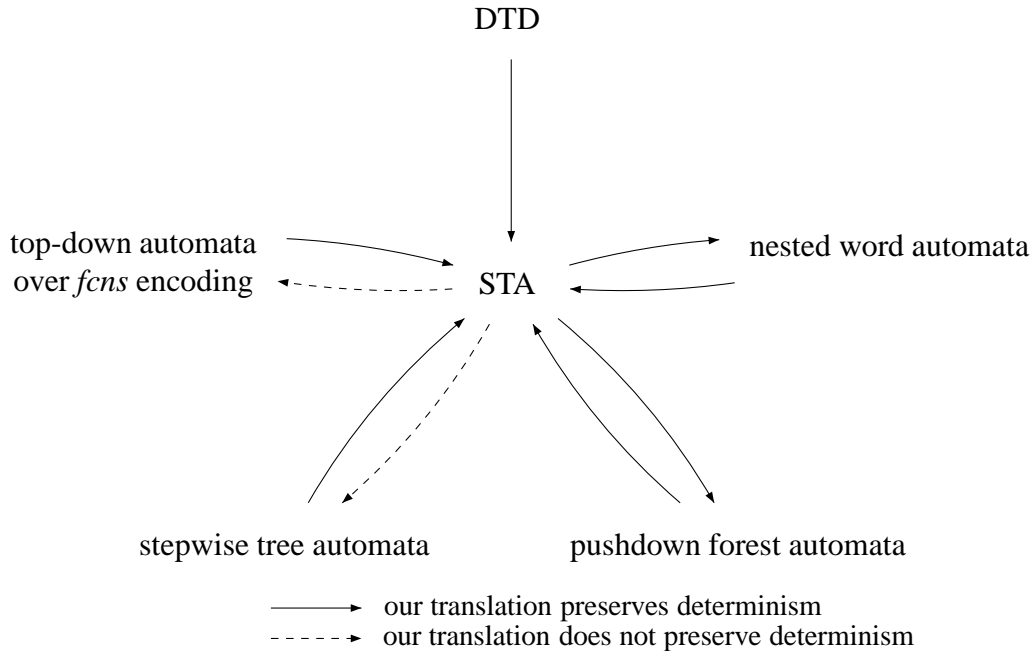 DTD
top-down automata
over fcns encoding
STA
nested word automata
stepwise tree automata
pushdown forest automata
our translation preserves determinism
our translation does not preserve determinism